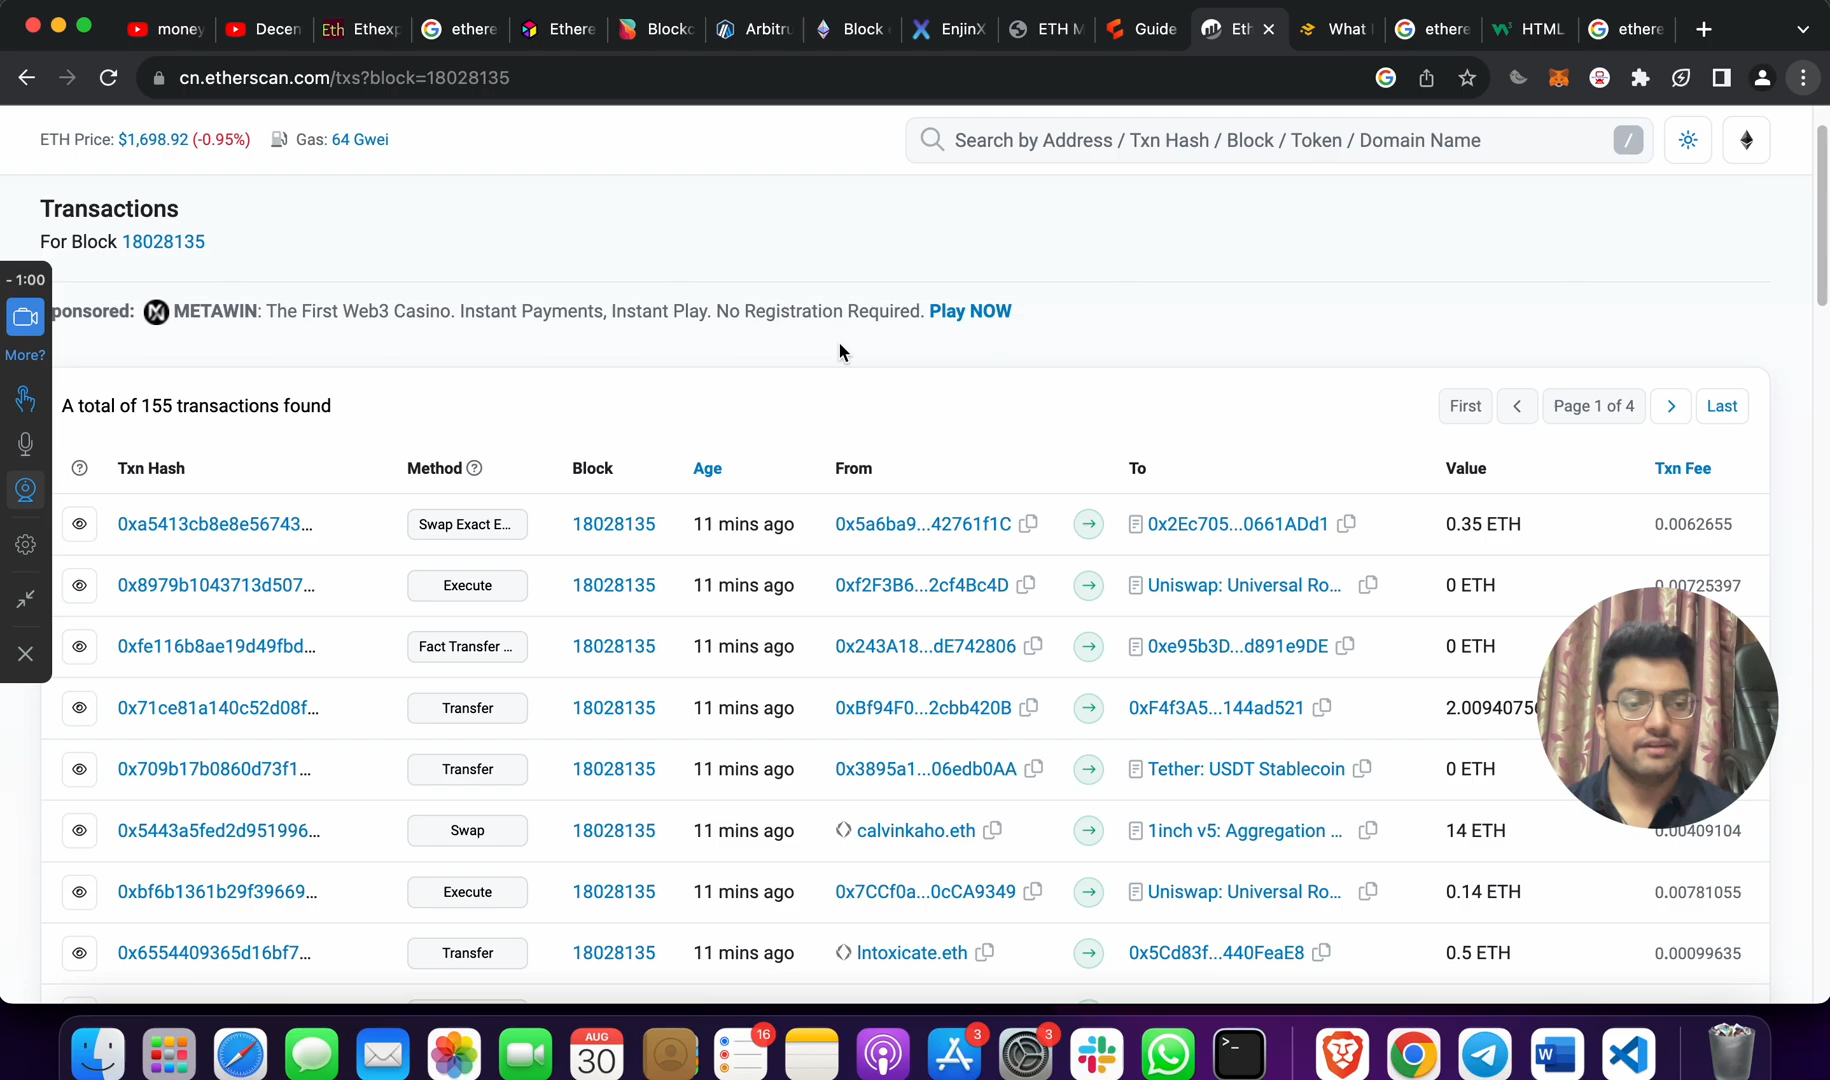 money
Decen
Eth Ethexp
ethere
Ethere
Blockc
Arbitru
Block
EnjinX
ETH M
Guide
Eth
What
ethere
HTML
ethere
cn.etherscan.com/txs?block=18028135
ETH Price: $1,698.92 (-0.95%) Gas: 64 Gwei
Search by Address / Txn Hash / Block / Token / Domain Name /
Transactions
For Block 18028135
- 1:00
More?
ponsored: METAWIN: The First Web3 Casino. Instant Payments, Instant Play. No Registration Required. Play NOW
A total of 155 transactions found
First < Page 1 of 4 > Last
Txn Hash Method Block Age From To Value Txn Fee
0xa5413cb8e8e56743... Swap Exact E... 18028135 11 mins ago 0x5a6ba9...42761f1C 0x2Ec705...0661ADd1 0.35 ETH 0.0062655
0x8979b1043713d507... Execute 18028135 11 mins ago 0xf2F3B6...2cf4Bc4D Uniswap: Universal Ro... 0 ETH 0.00725397
0xfe116b8ae19d49fbd... Fact Transfer ... 18028135 11 mins ago 0x243A18...dE742806 0xe95b3D...d891e9DE 0 ETH
0x71ce81a140c52d08f... Transfer 18028135 11 mins ago 0xBf94F0...2cbb420B 0xF4f3A5...144ad521 2.0094075
0x709b17b0860d73f1... Transfer 18028135 11 mins ago 0x3895a1...06edb0AA Tether: USDT Stablecoin 0 ETH
0x5443a5fed2d951996... Swap 18028135 11 mins ago calvinkaho.eth 1inch v5: Aggregation ... 14 ETH 0.00409104
0xbf6b1361b29f39669... Execute 18028135 11 mins ago 0x7CCf0a...0cCA9349 Uniswap: Universal Ro... 0.14 ETH 0.00781055
0x6554409365d16bf7... Transfer 18028135 11 mins ago Intoxicate.eth 0x5Cd83f...440FeaE8 0.5 ETH 0.00099635
AUG
30
16
3
3
W